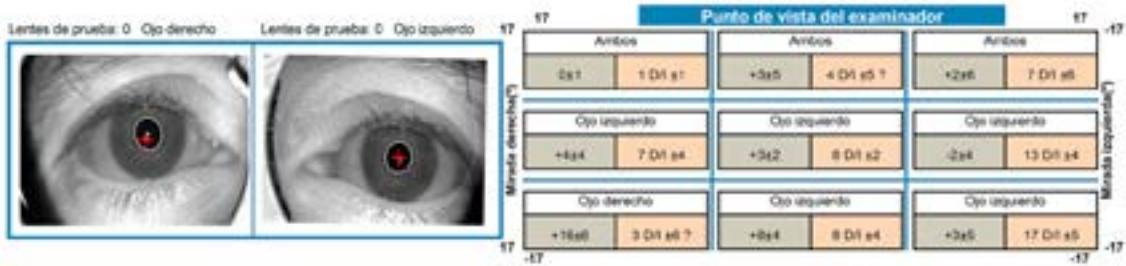 Lentes de prueba: 0 Ojo derecho
Lentes de prueba: 0 Ojo izquierdo
Punto de vista del examinador
17 17
17 -17
Mirada derecha(º)
Mirada izquierda(º)
Ambos Ambos Ambos
0±1 1 D/I ±1 +3±5 4 D/I ±5 ? +2±6 7 D/I ±6
Ojo izquierdo Ojo izquierdo Ojo izquierdo
+4±4 7 D/I ±4 +3±2 8 D/I ±2 -2±4 13 D/I ±4
Ojo derecho Ojo izquierdo Ojo izquierdo
+16±6 3 D/I ±6 ? +8±4 8 D/I ±4 +3±5 17 D/I ±5
17 -17
-17 -17